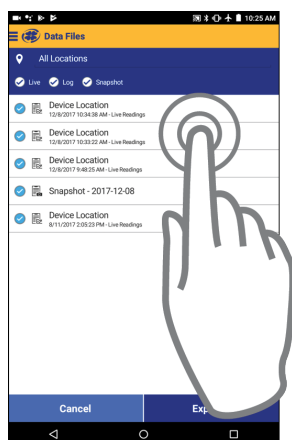 10:25 AM
Data Files
All Locations
Live Log Snapshot
Device Location
12/8/2017 10:34:38 AM - Live Readings
Device Location
12/8/2017 10:33:22 AM - Live Readings
Device Location
12/8/2017 9:48:25 AM - Live Readings
Snapshot - 2017-12-08
Device Location
8/11/2017 2:05:23 PM - Live Readings
Cancel Exp